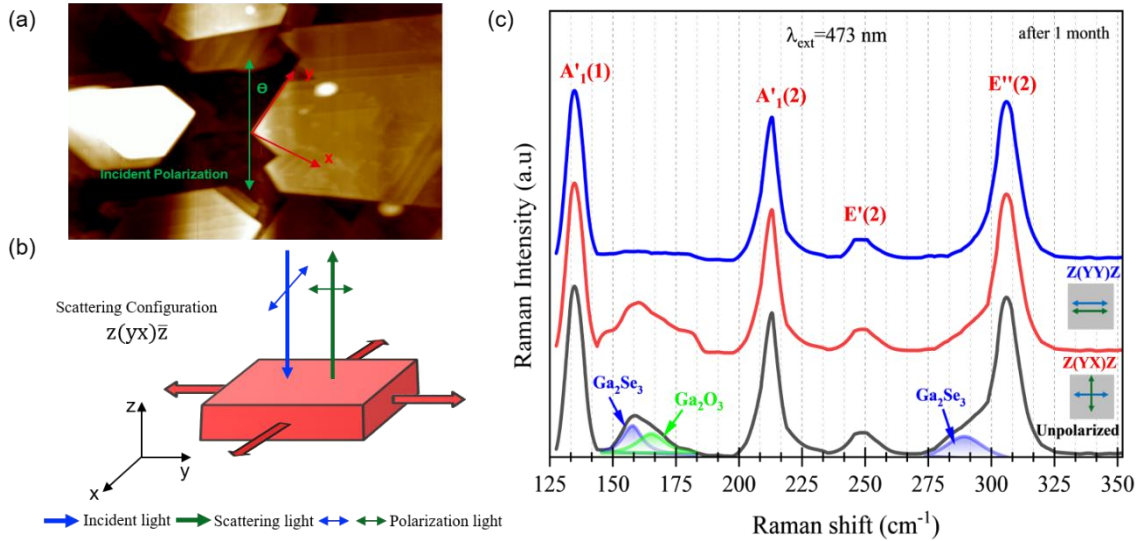 (a)
Θ
y
x
Incident Polarization
(b)
Scattering Configuration
z(yx)z̄
z
y
x
Incident light
Scattering light
Polarization light
(c)
λext=473 nm
after 1 month
A'1(1)
A'1(2)
E'(2)
E''(2)
Z(YY)Z
Z(YX)Z
Unpolarized
Ga2Se3
Ga2O3
Ga2Se3
Raman Intensity (a.u)
125 150 175 200 225 250 275 300 325 350
Raman shift (cm-1)